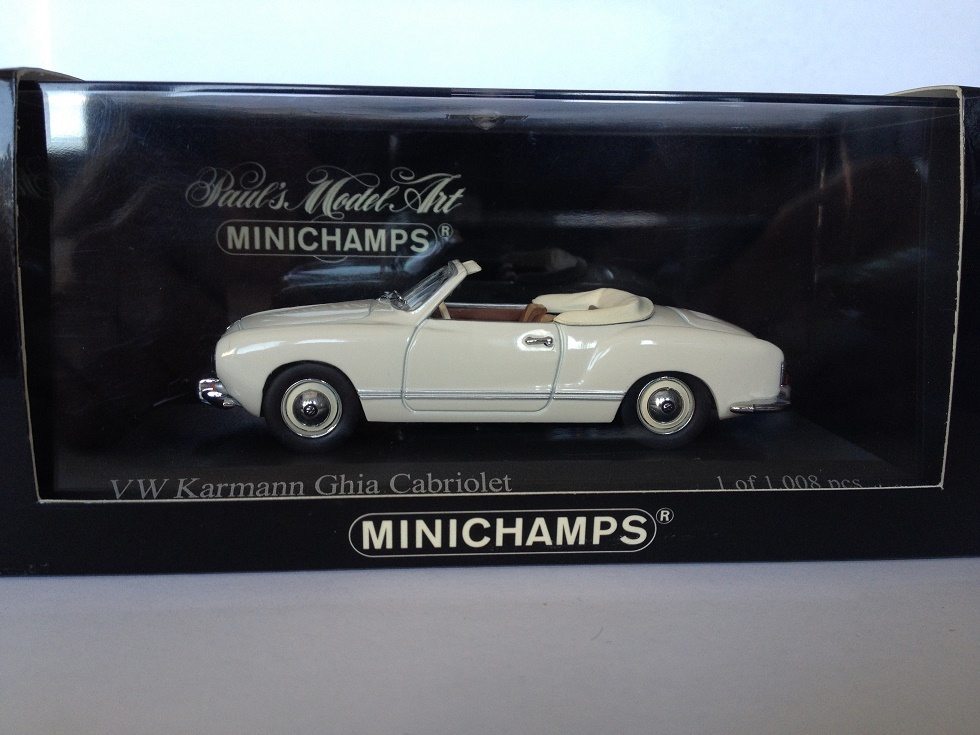 Paul's Model Art
MINICHAMPS®
VW Karmann Ghia Cabriolet
1 of 1.008 pcs.
MINICHAMPS®